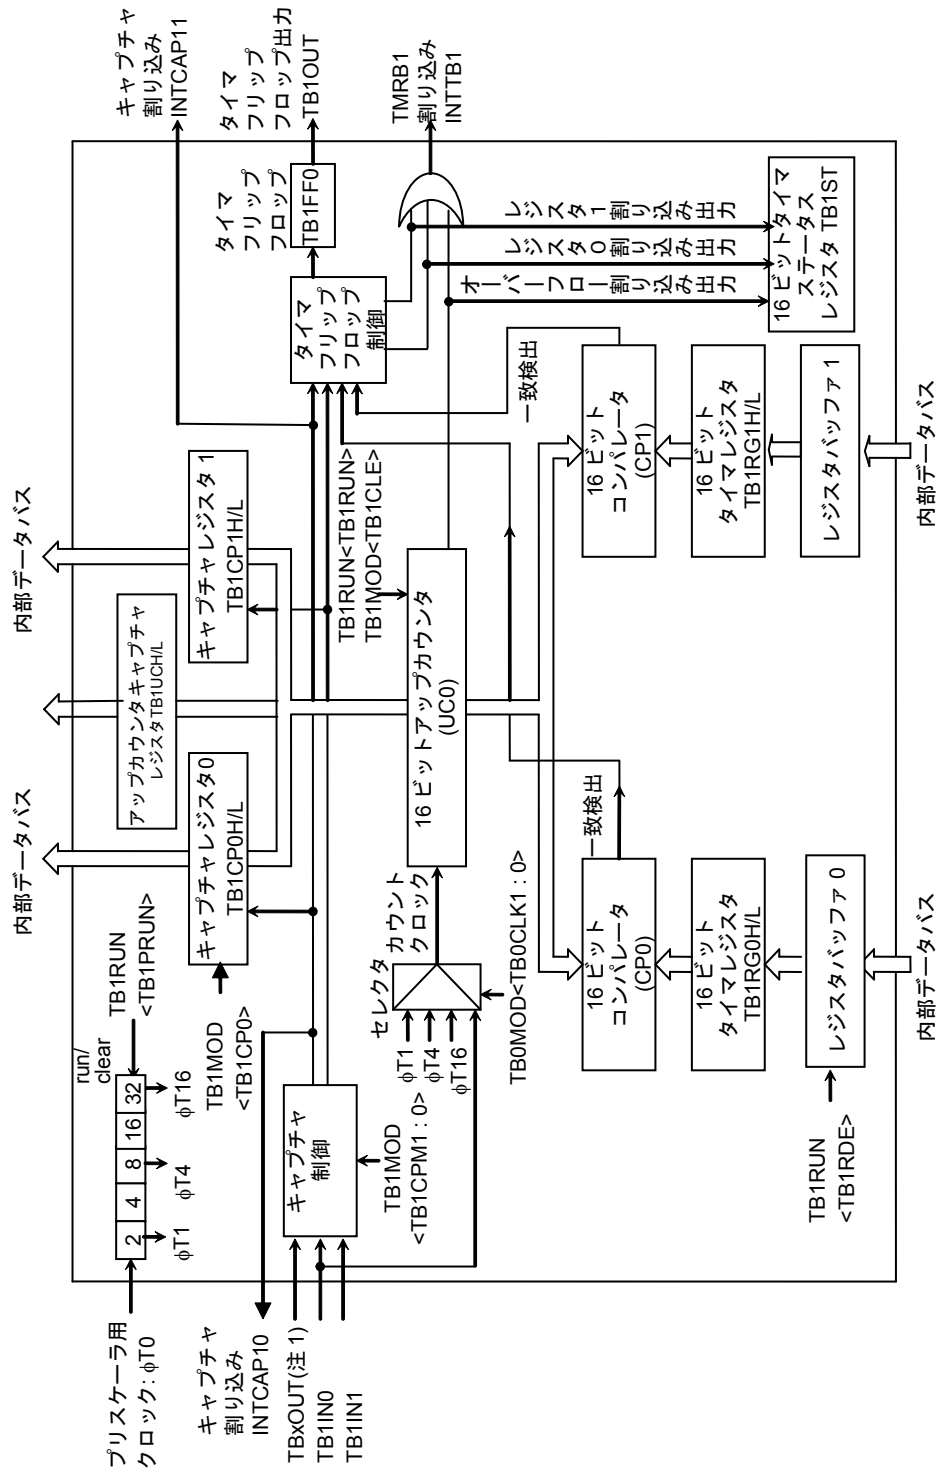 プリスケーラ用
クロック: φT0
2
4
8
16
32
run/
clear
TB1RUN
<TB1PRUN>
φT1
φT4
φT16
内部データバス
内部データバス
キャプチャ
割り込み
INTCAP10
TBxOUT(注 1)
TB1IN0
TB1IN1
キャプチャ
制御
TB1MOD
<TB1CPM1 : 0>
TB1MOD
<TB1CP0>
キャプチャレジスタ0
TB1CP0H/L
アップカウンタキャプチャ
レジスタTB1UCH/L
キャプチャレジスタ 1
TB1CP1H/L
キャプチャ
割り込み
INTCAP11
セレクタ
φT1
φT4
φT16
カウント
クロック
TB0MOD<TB0CLK1 : 0>
16 ビットアップカウンタ
(UC0)
TB1RUN<TB1RUN>
TB1MOD<TB1CLE>
タイマ
フリップ
フロップ
制御
タイマ
フリップ
フロップ
TB1FF0
タイマ
フリップ
フロップ出力
TB1OUT
TMRB1
割り込み
INTTB1
レジスタ1割り込み出力
レジスタ0割り込み出力
オーバーフロー割り込み出力
16 ビットタイマ
ステータス
レジスタ TB1ST
一致検出
一致検出
16 ビット
コンパレータ
(CP0)
16 ビット
タイマレジスタ
TB1RG0H/L
レジスタバッファ 0
TB1RUN
<TB1RDE>
内部データバス
16 ビット
コンパレータ
(CP1)
16 ビット
タイマレジスタ
TB1RG1H/L
レジスタバッファ 1
内部データバス